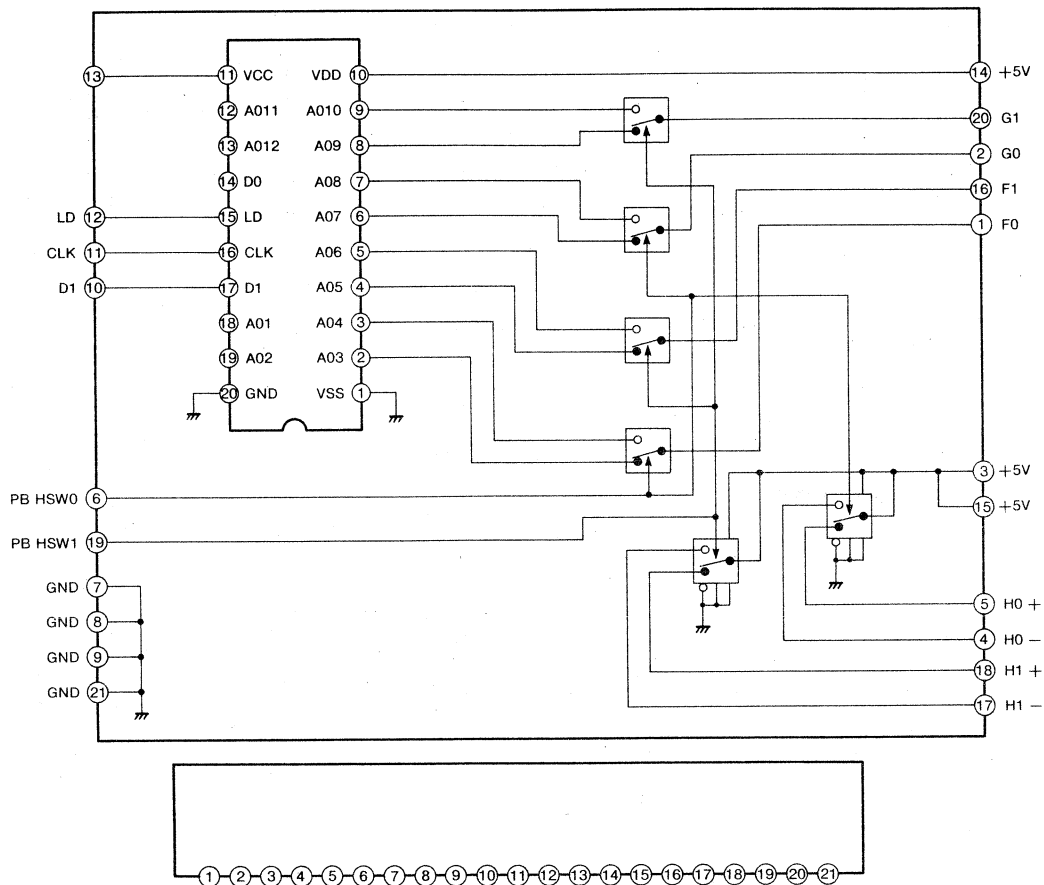 13 11 VCC VDD 10 14 +5V
12 A011 A010 9 20 G1
13 A012 A09 8 2 G0
14 D0 A08 7 16 F1
LD 12 15 LD A07 6 1 F0
CLK 11 16 CLK A06 5
D1 10 17 D1 A05 4
18 A01 A04 3
19 A02 A03 2
20 GND VSS 1
3 +5V
PB HSW0 6
15 +5V
PB HSW1 19
GND 7
5 H0 +
GND 8
4 H0 −
GND 9
18 H1 +
GND 21
17 H1 −
1 2 3 4 5 6 7 8 9 10 11 12 13 14 15 16 17 18 19 20 21